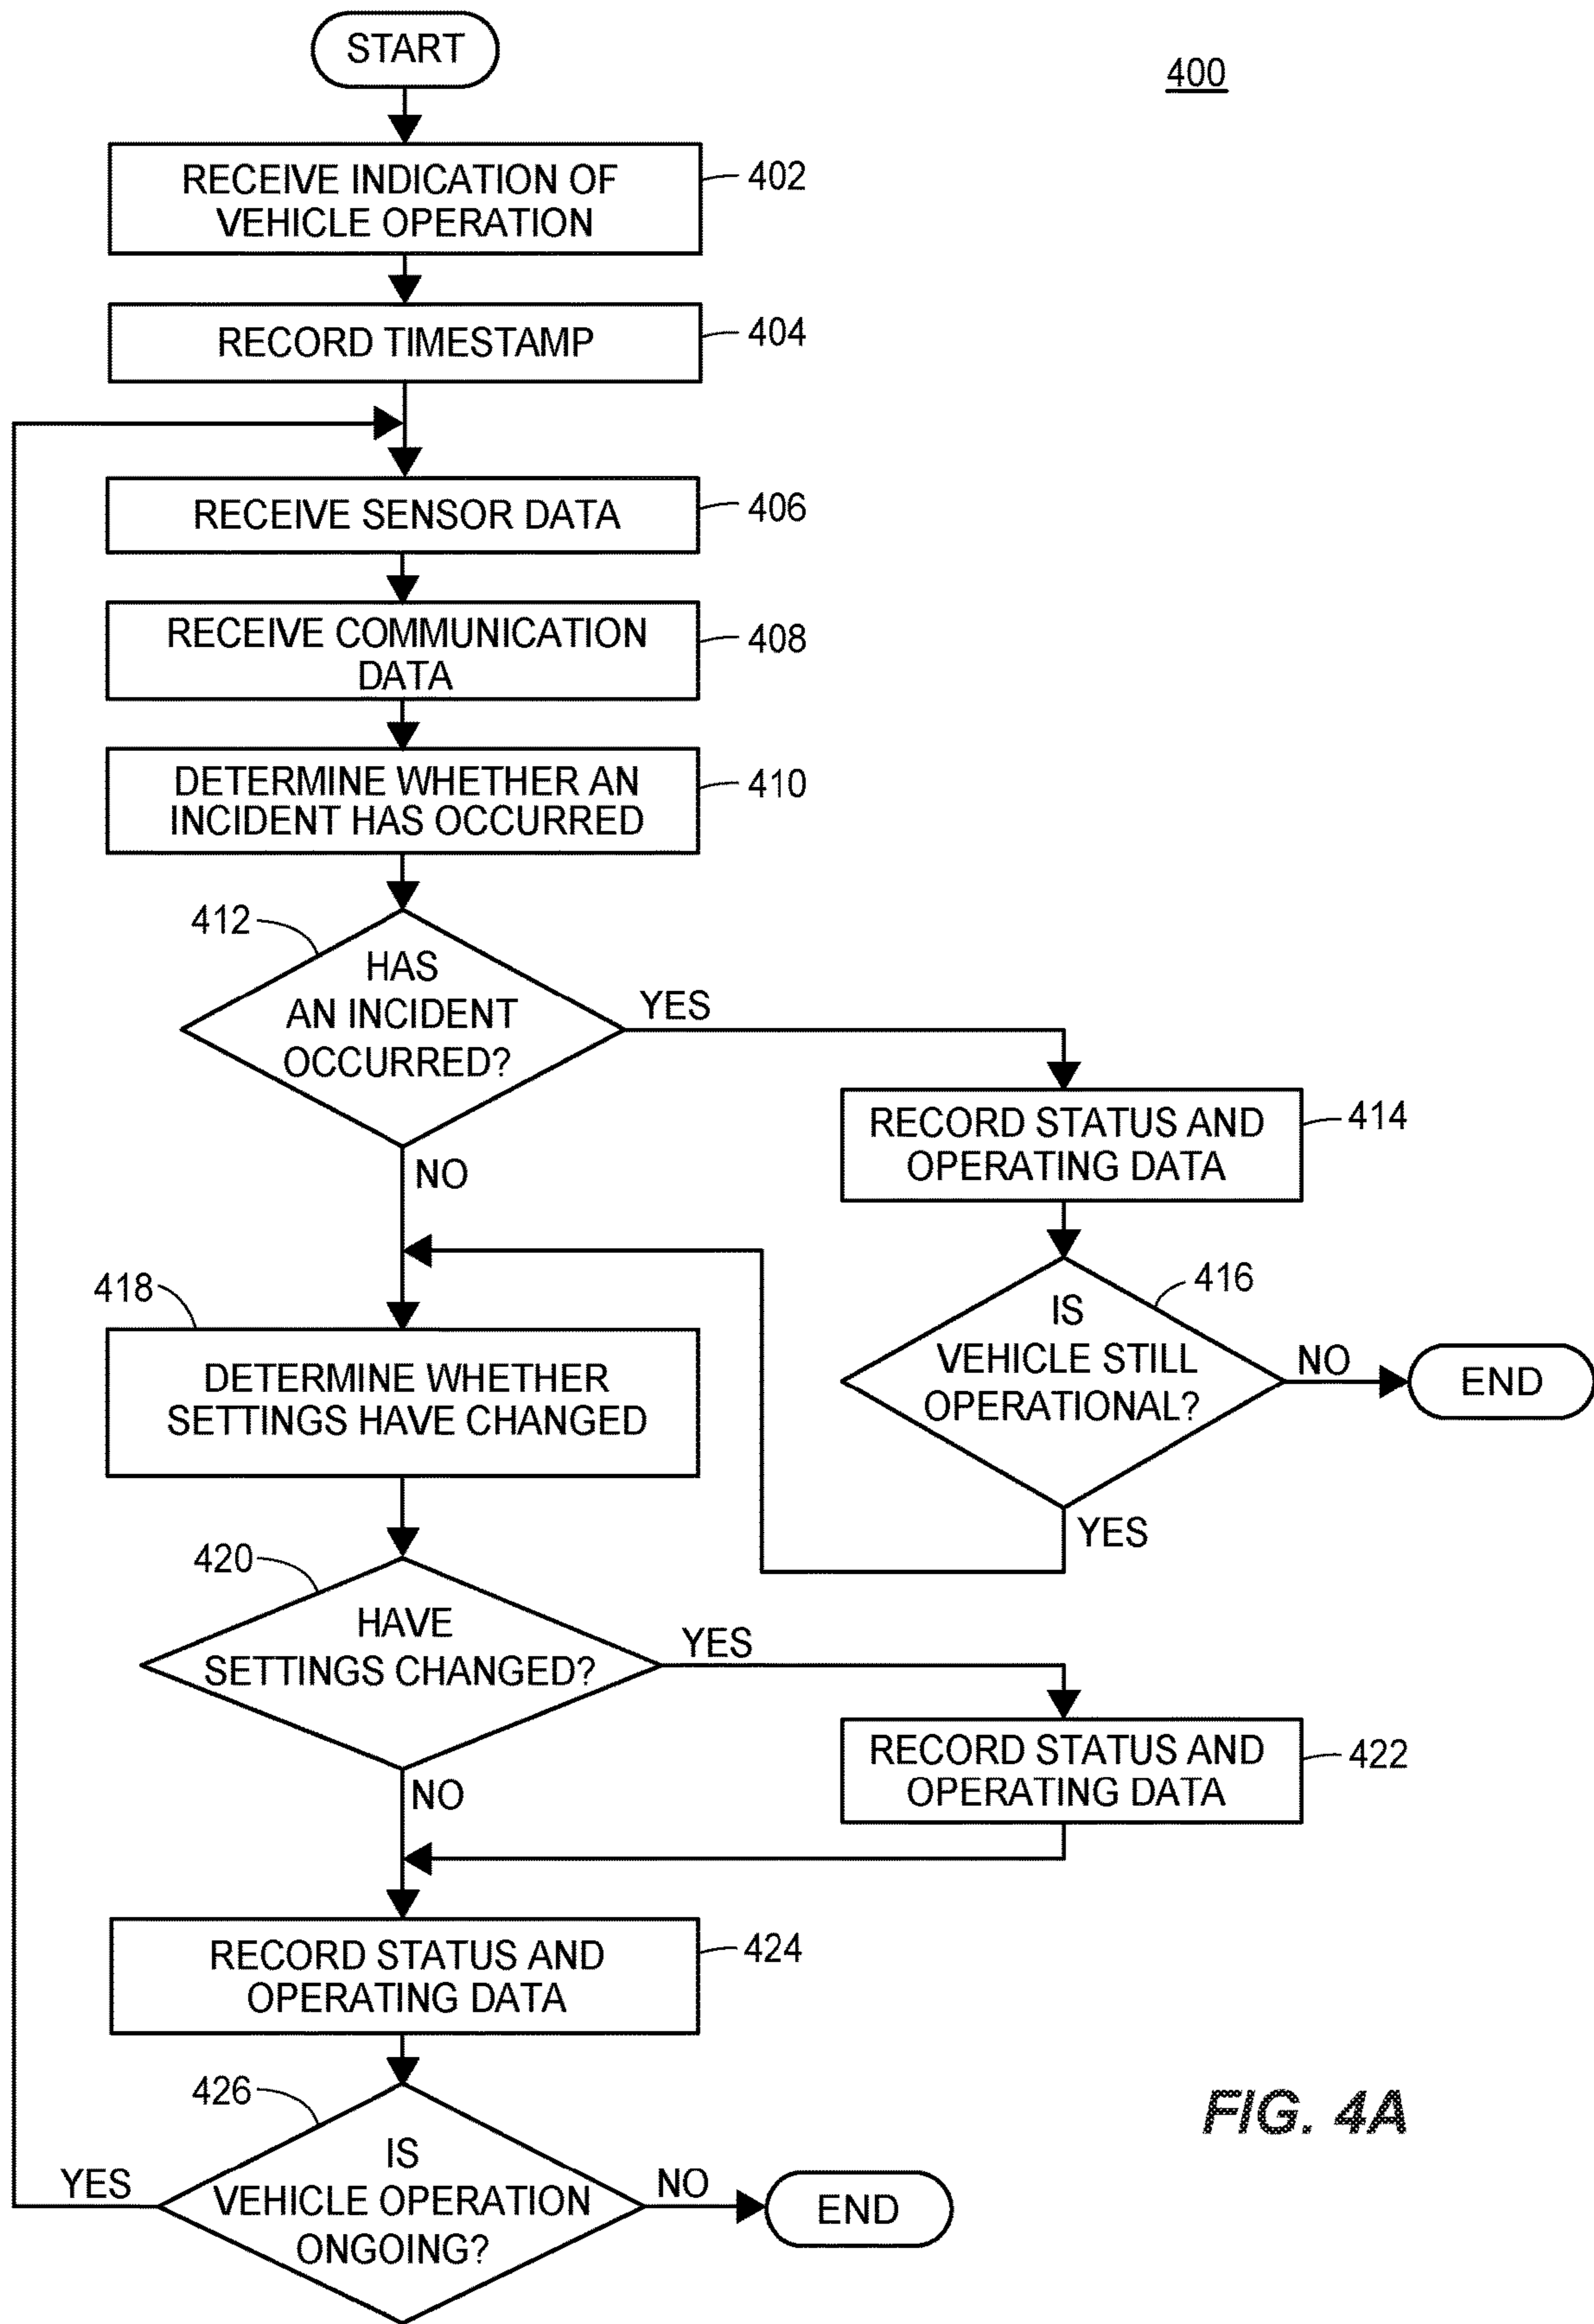 START
400
RECEIVE INDICATION OF
VEHICLE OPERATION
402
RECORD TIMESTAMP
404
RECEIVE SENSOR DATA
406
RECEIVE COMMUNICATION
DATA
408
DETERMINE WHETHER AN
INCIDENT HAS OCCURRED
410
412
HAS
AN INCIDENT
OCCURRED?
YES
NO
RECORD STATUS AND
OPERATING DATA
414
416
IS
VEHICLE STILL
OPERATIONAL?
NO
END
YES
418
DETERMINE WHETHER
SETTINGS HAVE CHANGED
420
HAVE
SETTINGS CHANGED?
YES
NO
RECORD STATUS AND
OPERATING DATA
422
RECORD STATUS AND
OPERATING DATA
424
426
IS
VEHICLE OPERATION
ONGOING?
YES
NO
END
FIG. 4A